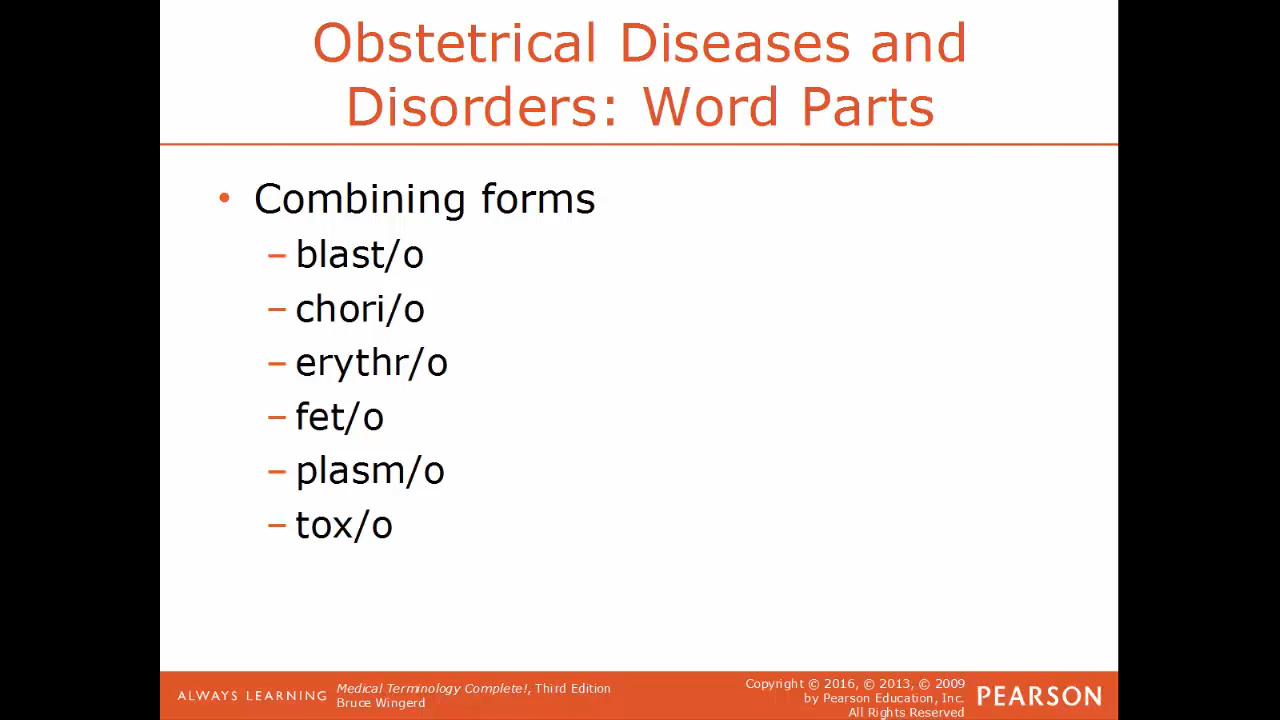 Obstetrical Diseases and
Disorders: Word Parts
• Combining forms
– blast/o
– chori/o
– erythr/o
– fet/o
– plasm/o
– tox/o
ALWAYS LEARNING
Medical Terminology Complete!, Third Edition
Bruce Wingerd
Copyright © 2016, © 2013, © 2009
by Pearson Education, Inc.
All Rights Reserved
PEARSON